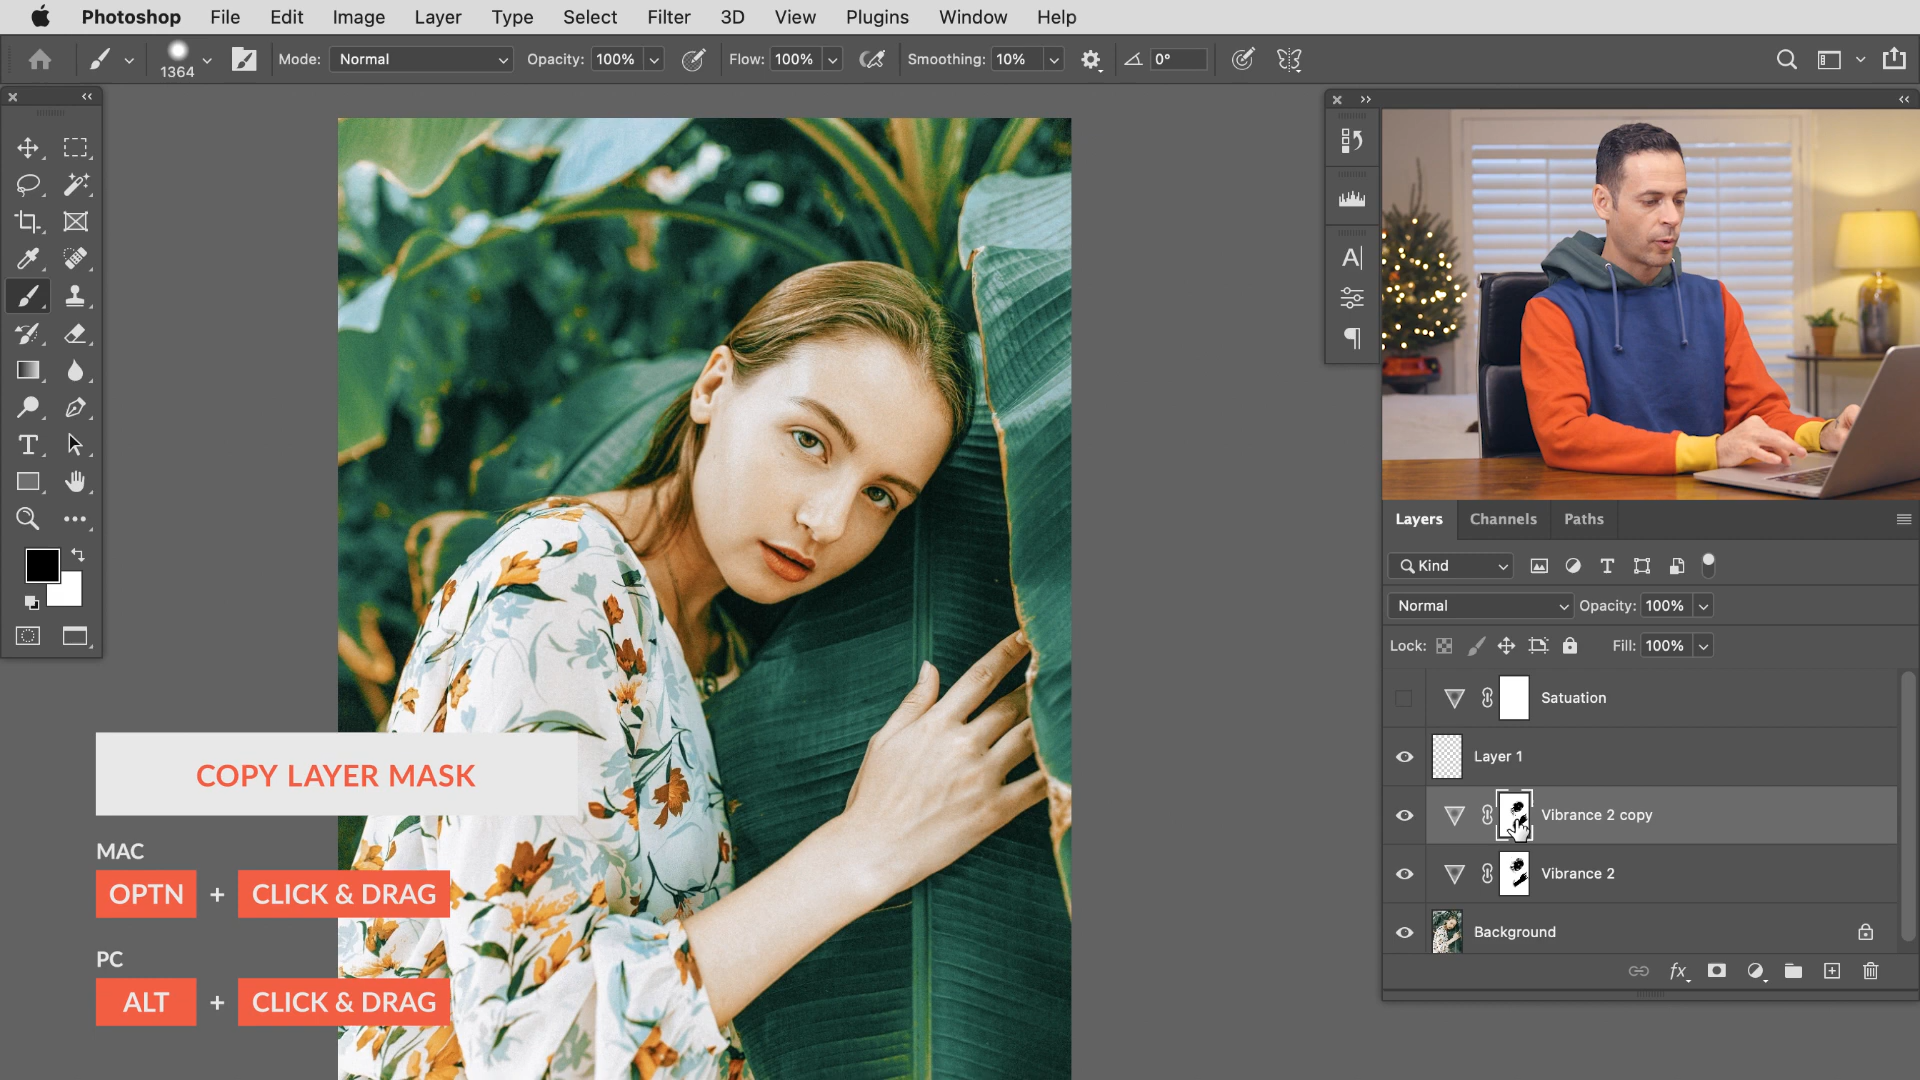 Photoshop File Edit Image Layer Type Select Filter 3D View Plugins Window Help
1364 Mode: Normal Opacity: 100% Flow: 100% Smoothing: 10% 0°
Layers Channels Paths
Kind
Normal Opacity: 100%
Lock: Fill: 100%
Satuation
Layer 1
Vibrance 2 copy
Vibrance 2
Background
fx
COPY LAYER MASK
MAC
OPTN + CLICK & DRAG
PC
ALT + CLICK & DRAG